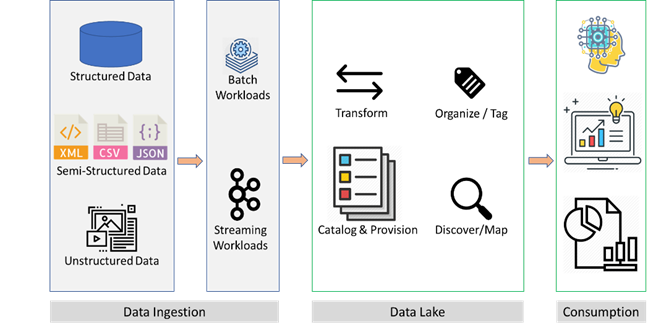 Structured Data
XML CSV JSON
Semi-Structured Data
Unstructured Data
Batch
Workloads
Streaming
Workloads
Transform
Organize / Tag
Catalog & Provision
Discover/Map
Data Ingestion
Data Lake
Consumption